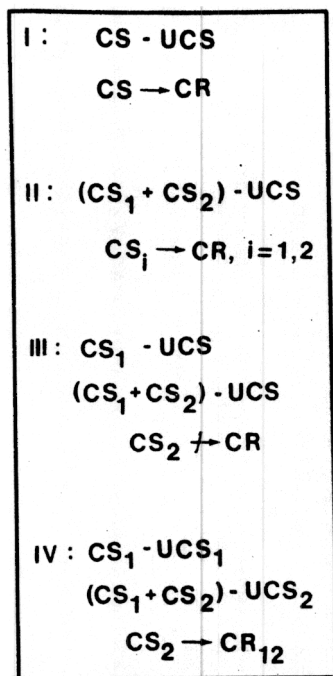 I: CS - UCS
CS → CR
II: (CS₁ + CS₂) - UCS
CSᵢ → CR, i=1,2
III: CS₁ - UCS
(CS₁+CS₂) - UCS
CS₂ ↛ CR
IV: CS₁ - UCS₁
(CS₁+CS₂) - UCS₂
CS₂ → CR₁₂